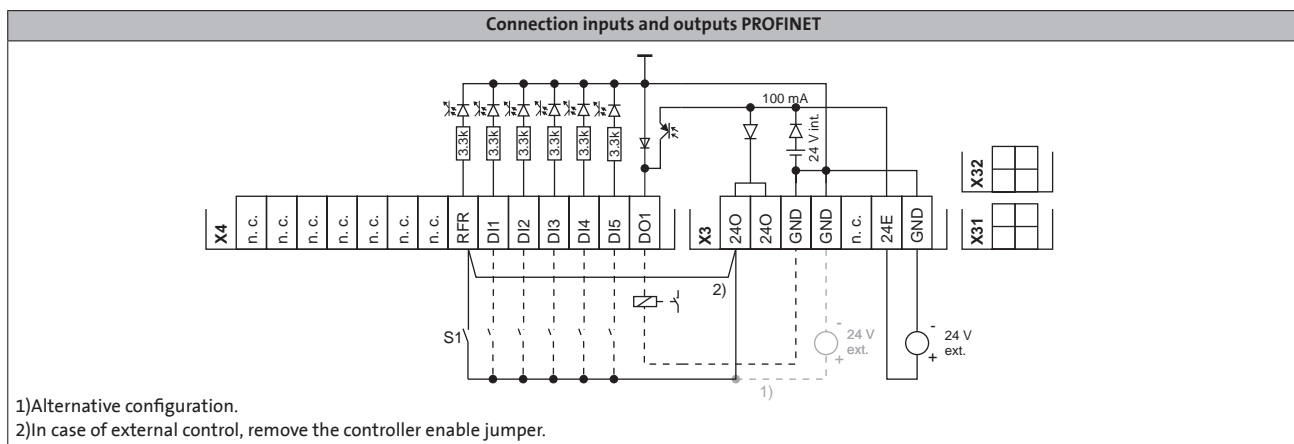 Connection inputs and outputs PROFINET
100 mA
3.3k 3.3k 3.3k 3.3k 3.3k 3.3k
24 V int.
X4 n. c. n. c. n. c. n. c. n. c. n. c. n. c. RFR DI1 DI2 DI3 DI4 DI5 DO1
X3 24O 24O GND GND n. c. 24E GND
X32
X31
2)
S1
- 24 V ext. +
- 24 V ext. +
1)
1)Alternative configuration.
2)In case of external control, remove the controller enable jumper.